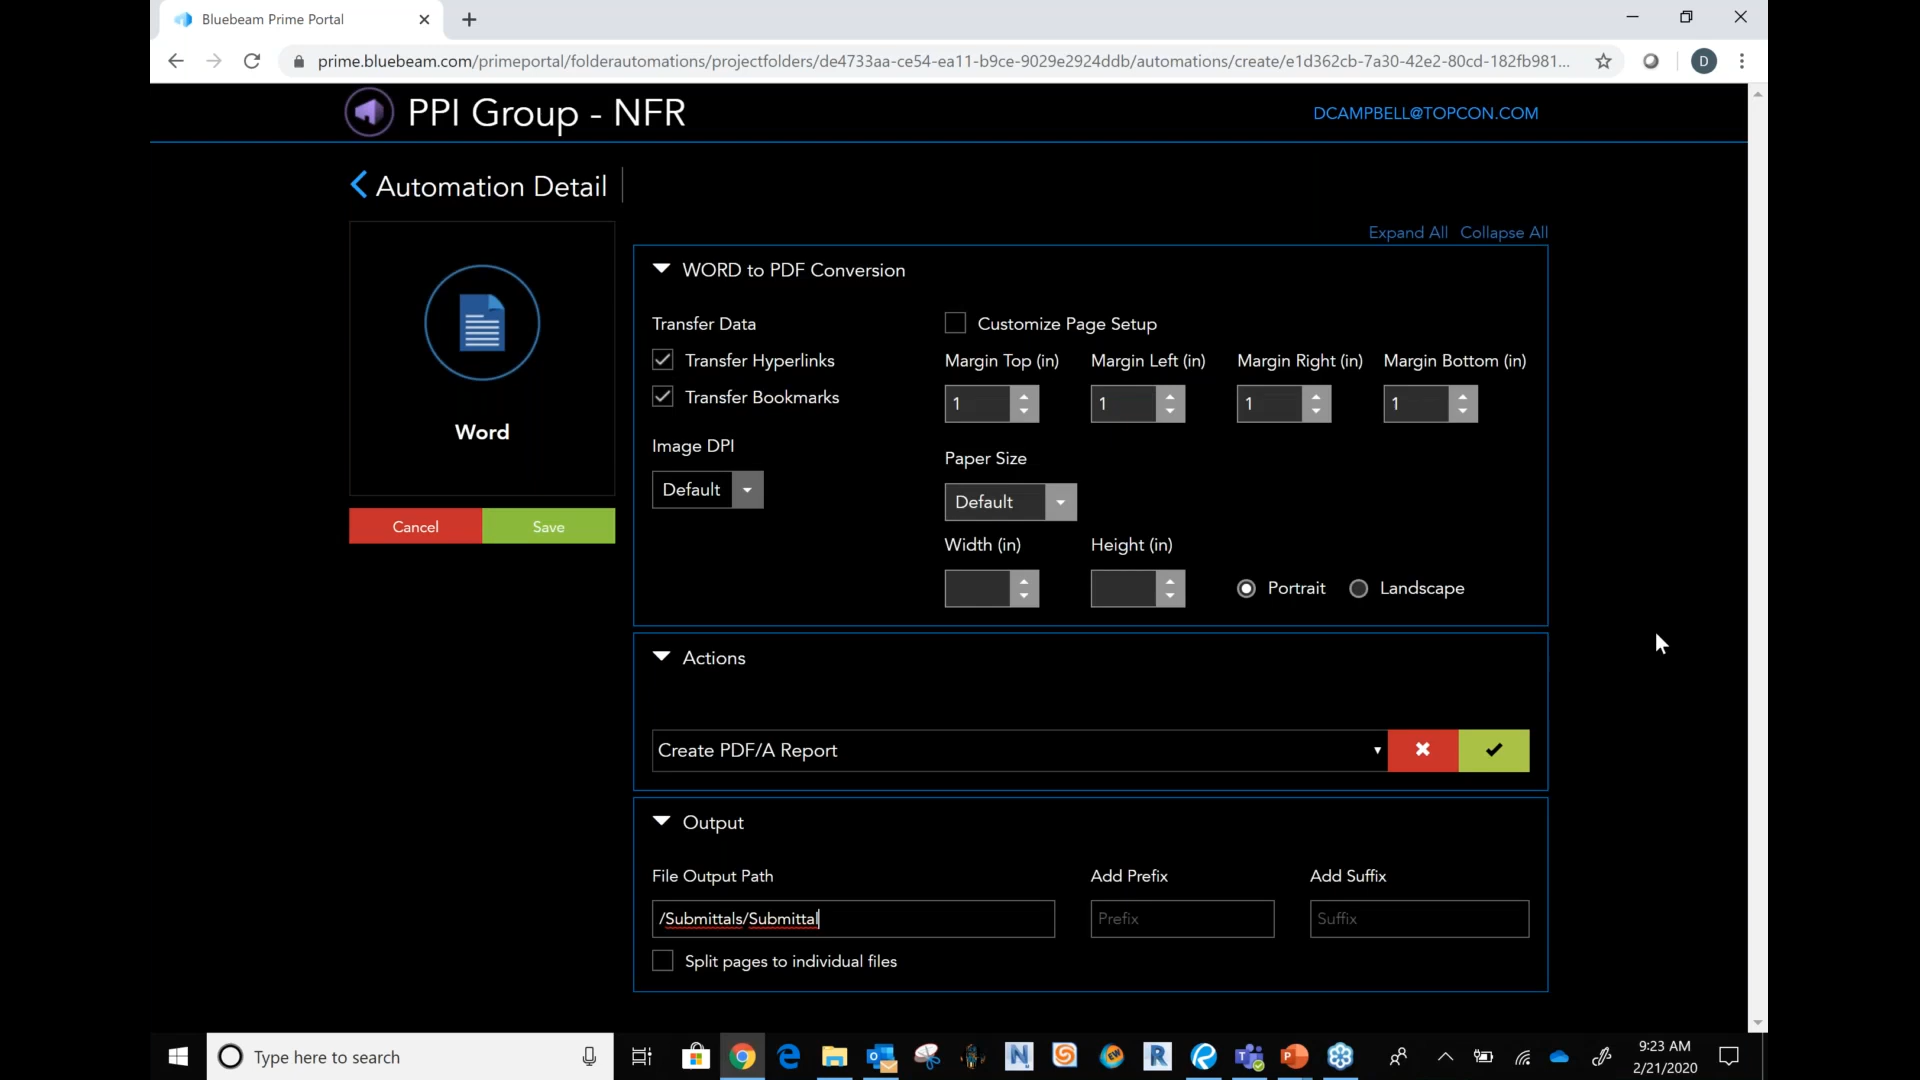 Bluebeam Prime Portal
prime.bluebeam.com/primeportal/folderautomations/projectfolders/de4733aa-ce54-ea11-b9ce-9029e2924ddb/automations/create/e1d362cb-7a30-42e2-80cd-182fb981...
D
PPI Group - NFR
DCAMPBELL@TOPCON.COM
Automation Detail
Expand All Collapse All
WORD to PDF Conversion
Transfer Data
Customize Page Setup
Transfer Hyperlinks
Margin Top (in) Margin Left (in) Margin Right (in) Margin Bottom (in)
Transfer Bookmarks
1 1 1 1
Word
Image DPI
Paper Size
Default
Default
Cancel Save
Width (in) Height (in)
Portrait Landscape
Actions
Create PDF/A Report
Output
File Output Path Add Prefix Add Suffix
/Submittals/Submittal Prefix Suffix
Split pages to individual files
Type here to search
9:23 AM
2/21/2020